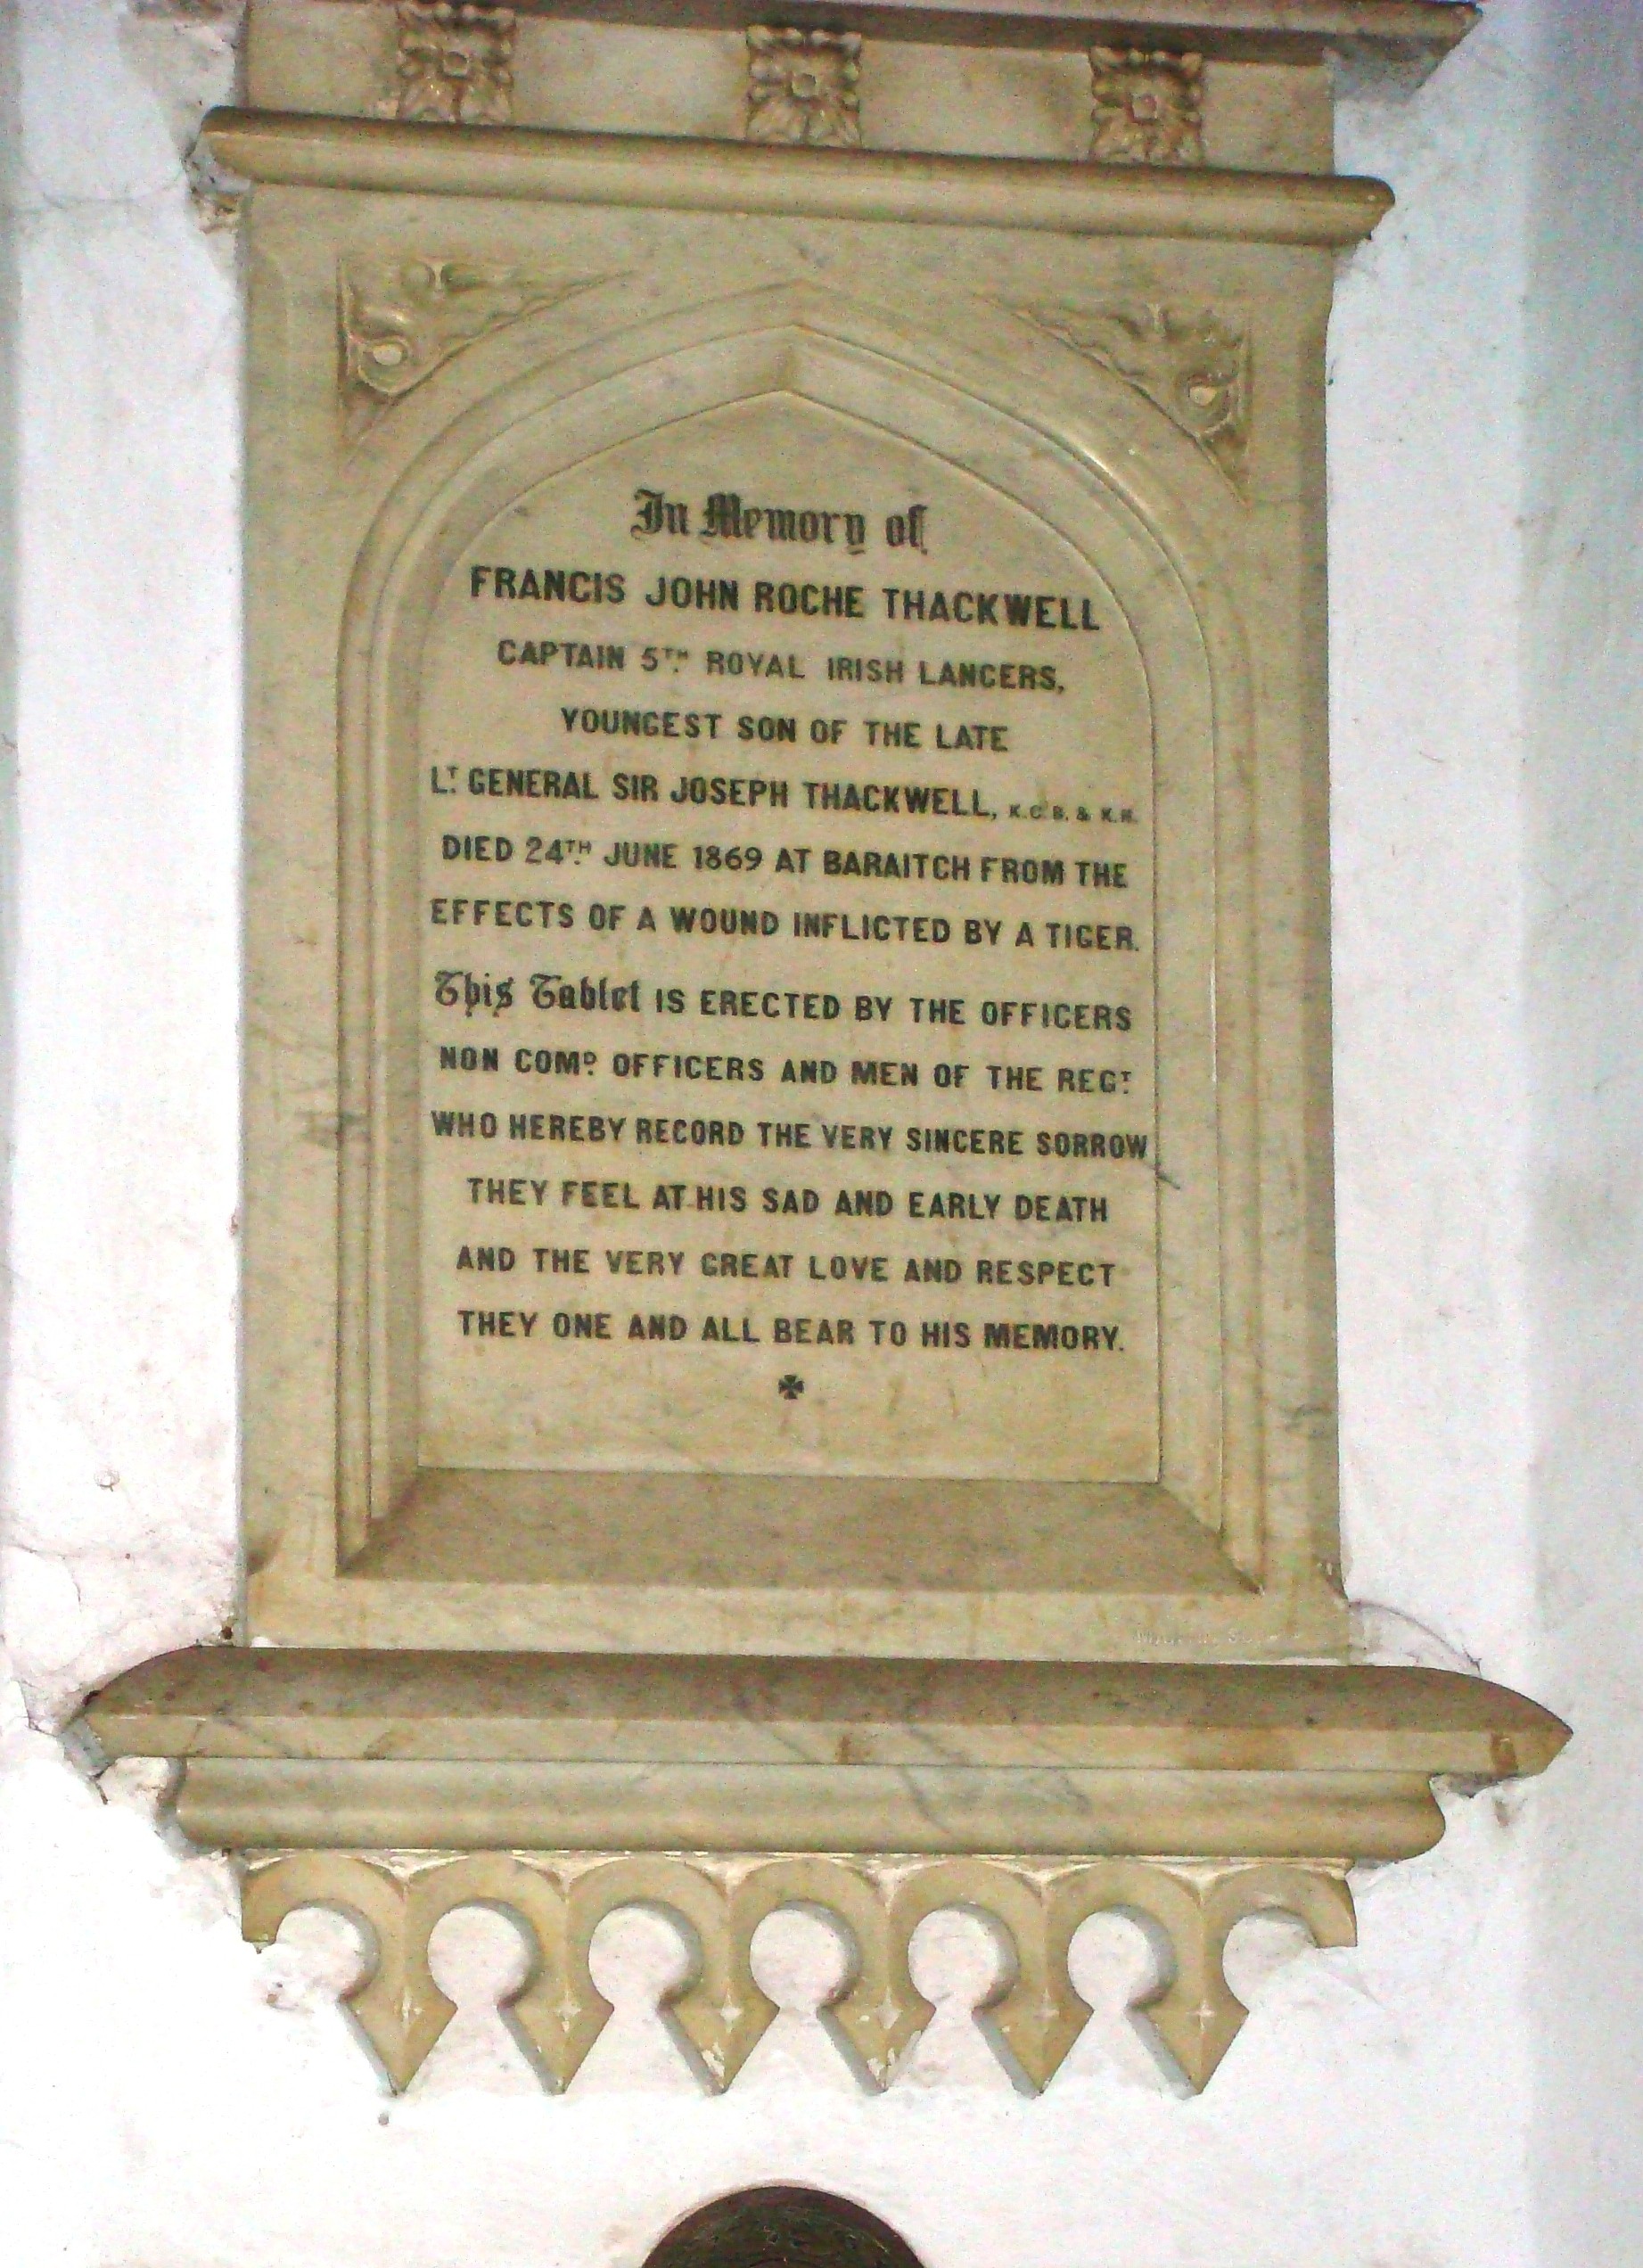 In Memory of
FRANCIS JOHN ROCHE THACKWELL
CAPTAIN 5TH ROYAL IRISH LANCERS,
YOUNGEST SON OF THE LATE
LT GENERAL SIR JOSEPH THACKWELL, K.C.B. & K.H.
DIED 24TH JUNE 1869 AT BARAITCH FROM THE
EFFECTS OF A WOUND INFLICTED BY A TIGER.
This Tablet IS ERECTED BY THE OFFICERS
NON COMD OFFICERS AND MEN OF THE REGT
WHO HEREBY RECORD THE VERY SINCERE SORROW
THEY FEEL AT HIS SAD AND EARLY DEATH
AND THE VERY GREAT LOVE AND RESPECT
THEY ONE AND ALL BEAR TO HIS MEMORY.